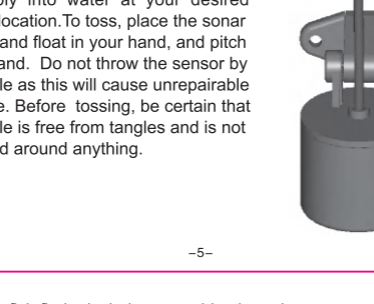 into water at your desired
location.To toss, place the sonar
and float in your hand, and pitch
and. Do not throw the sensor by
le as this will cause unrepairable
e. Before tossing, be certain that
le is free from tangles and is not
d around anything.
–5–